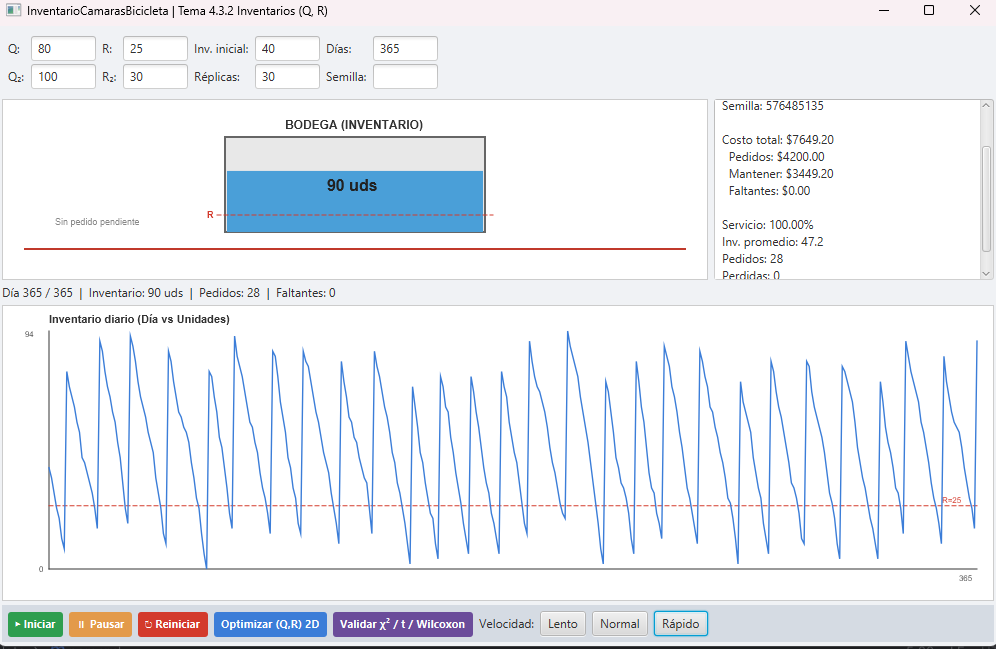 InventarioCamarasBicicleta | Tema 4.3.2 Inventarios (Q, R)
Q: 80 R: 25 Inv. inicial: 40 Días: 365
Q₂: 100 R₂: 30 Réplicas: 30 Semilla:
BODEGA (INVENTARIO)
90 uds
R
Sin pedido pendiente
Semilla: 576485135
Costo total: $7649.20
Pedidos: $4200.00
Mantener: $3449.20
Faltantes: $0.00
Servicio: 100.00%
Inv. promedio: 47.2
Pedidos: 28
Perdidas: 0
Día 365 / 365 | Inventario: 90 uds | Pedidos: 28 | Faltantes: 0
Inventario diario (Día vs Unidades)
94
R=25
0
365
Iniciar Pausar Reiniciar Optimizar (Q,R) 2D Validar χ² / t / Wilcoxon Velocidad: Lento Normal Rápido